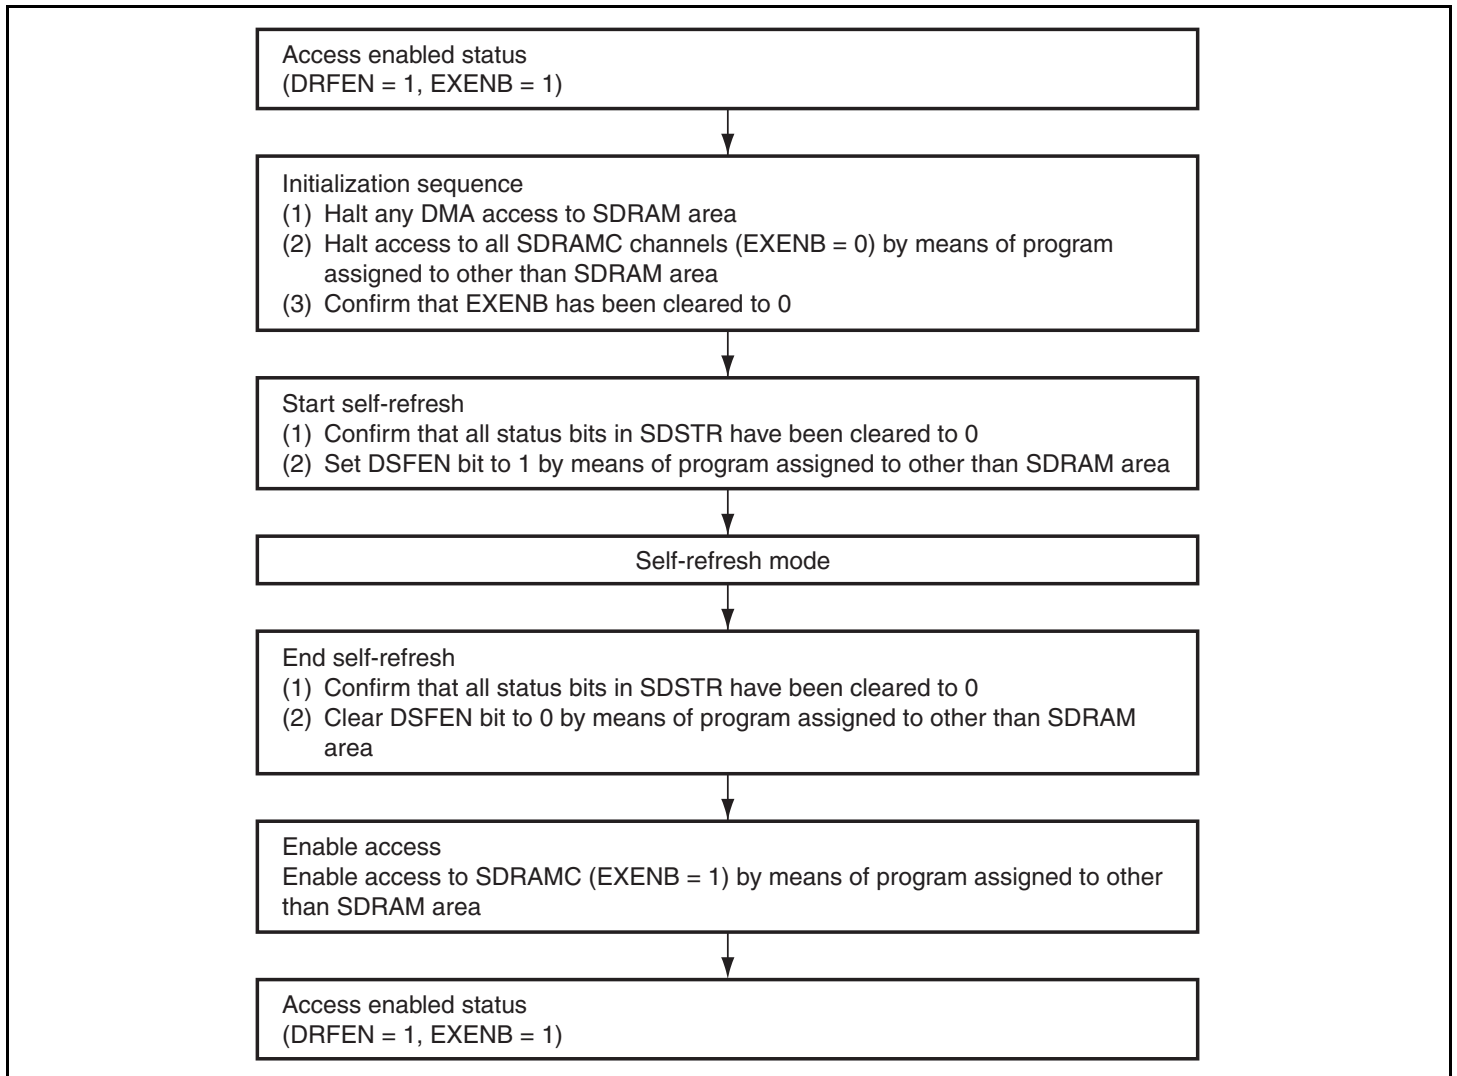 Access enabled status
(DRFEN = 1, EXENB = 1)
Initialization sequence
(1) Halt any DMA access to SDRAM area
(2) Halt access to all SDRAMC channels (EXENB = 0) by means of program
assigned to other than SDRAM area
(3) Confirm that EXENB has been cleared to 0
Start self-refresh
(1) Confirm that all status bits in SDSTR have been cleared to 0
(2) Set DSFEN bit to 1 by means of program assigned to other than SDRAM area
Self-refresh mode
End self-refresh
(1) Confirm that all status bits in SDSTR have been cleared to 0
(2) Clear DSFEN bit to 0 by means of program assigned to other than SDRAM
area
Enable access
Enable access to SDRAMC (EXENB = 1) by means of program assigned to other
than SDRAM area
Access enabled status
(DRFEN = 1, EXENB = 1)